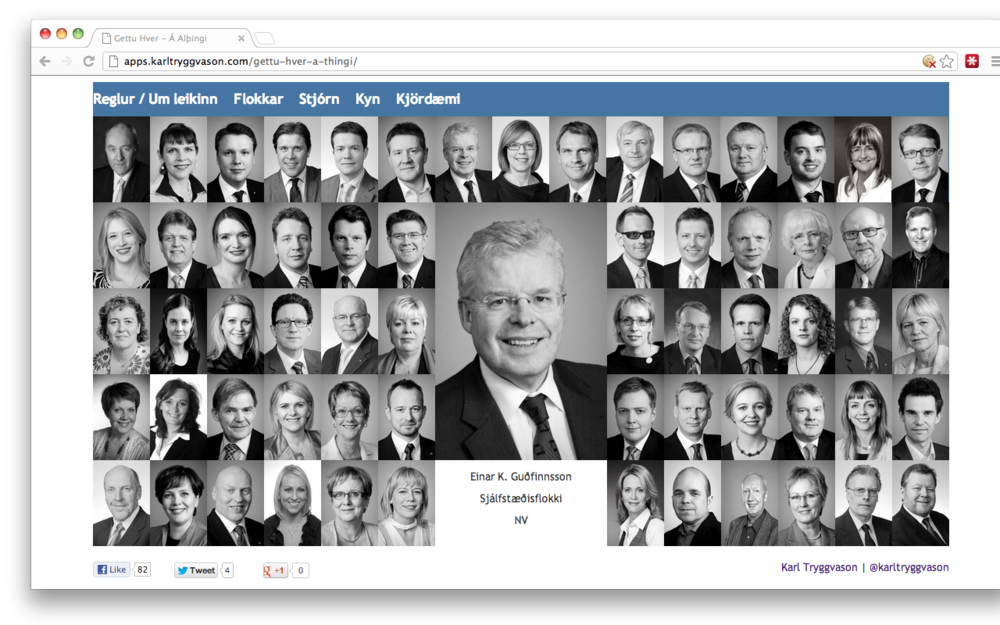 Gettu Hver – Á Alþingi
apps.karltryggvason.com/gettu-hver-a-thingi/
Reglur / Um leikinn Flokkar Stjórn Kyn Kjördæmi
Einar K. Guðfinnsson
Sjálfstæðisflokki
NV
Like 82 Tweet 4 +1 0 Karl Tryggvason | @karltryggvason